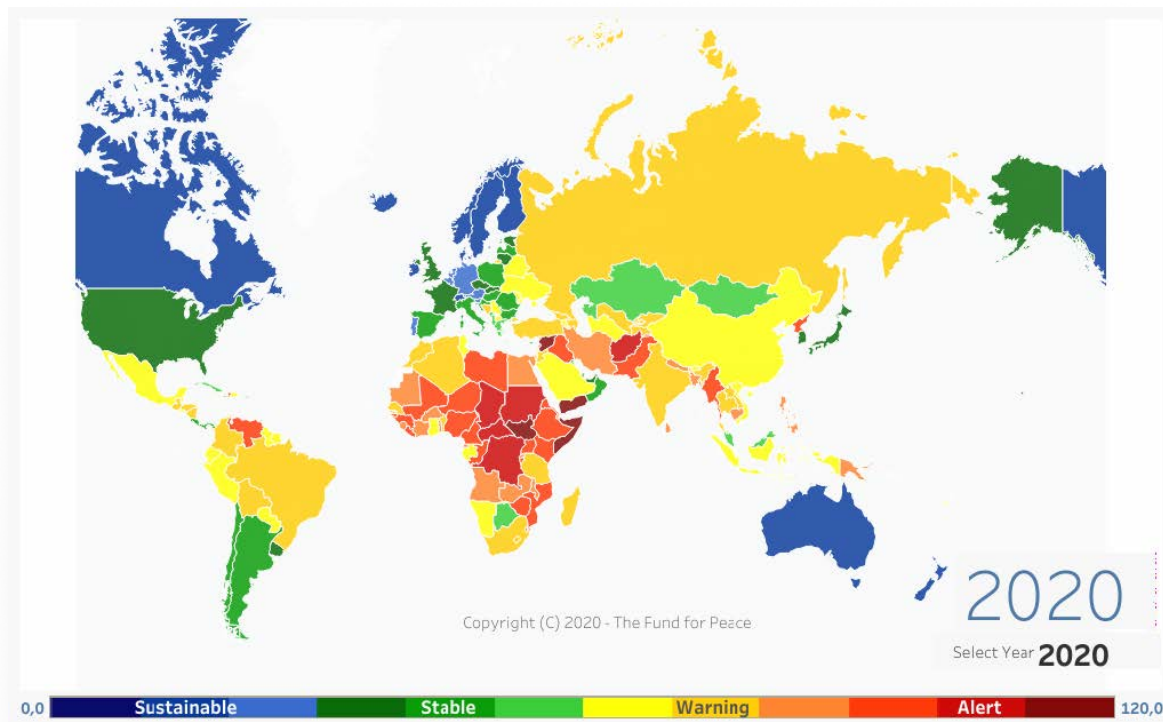 2020
Copyright (C) 2020 - The Fund for Peace
Select Year 2020
0,0 Sustainable Stable Warning Alert 120,0